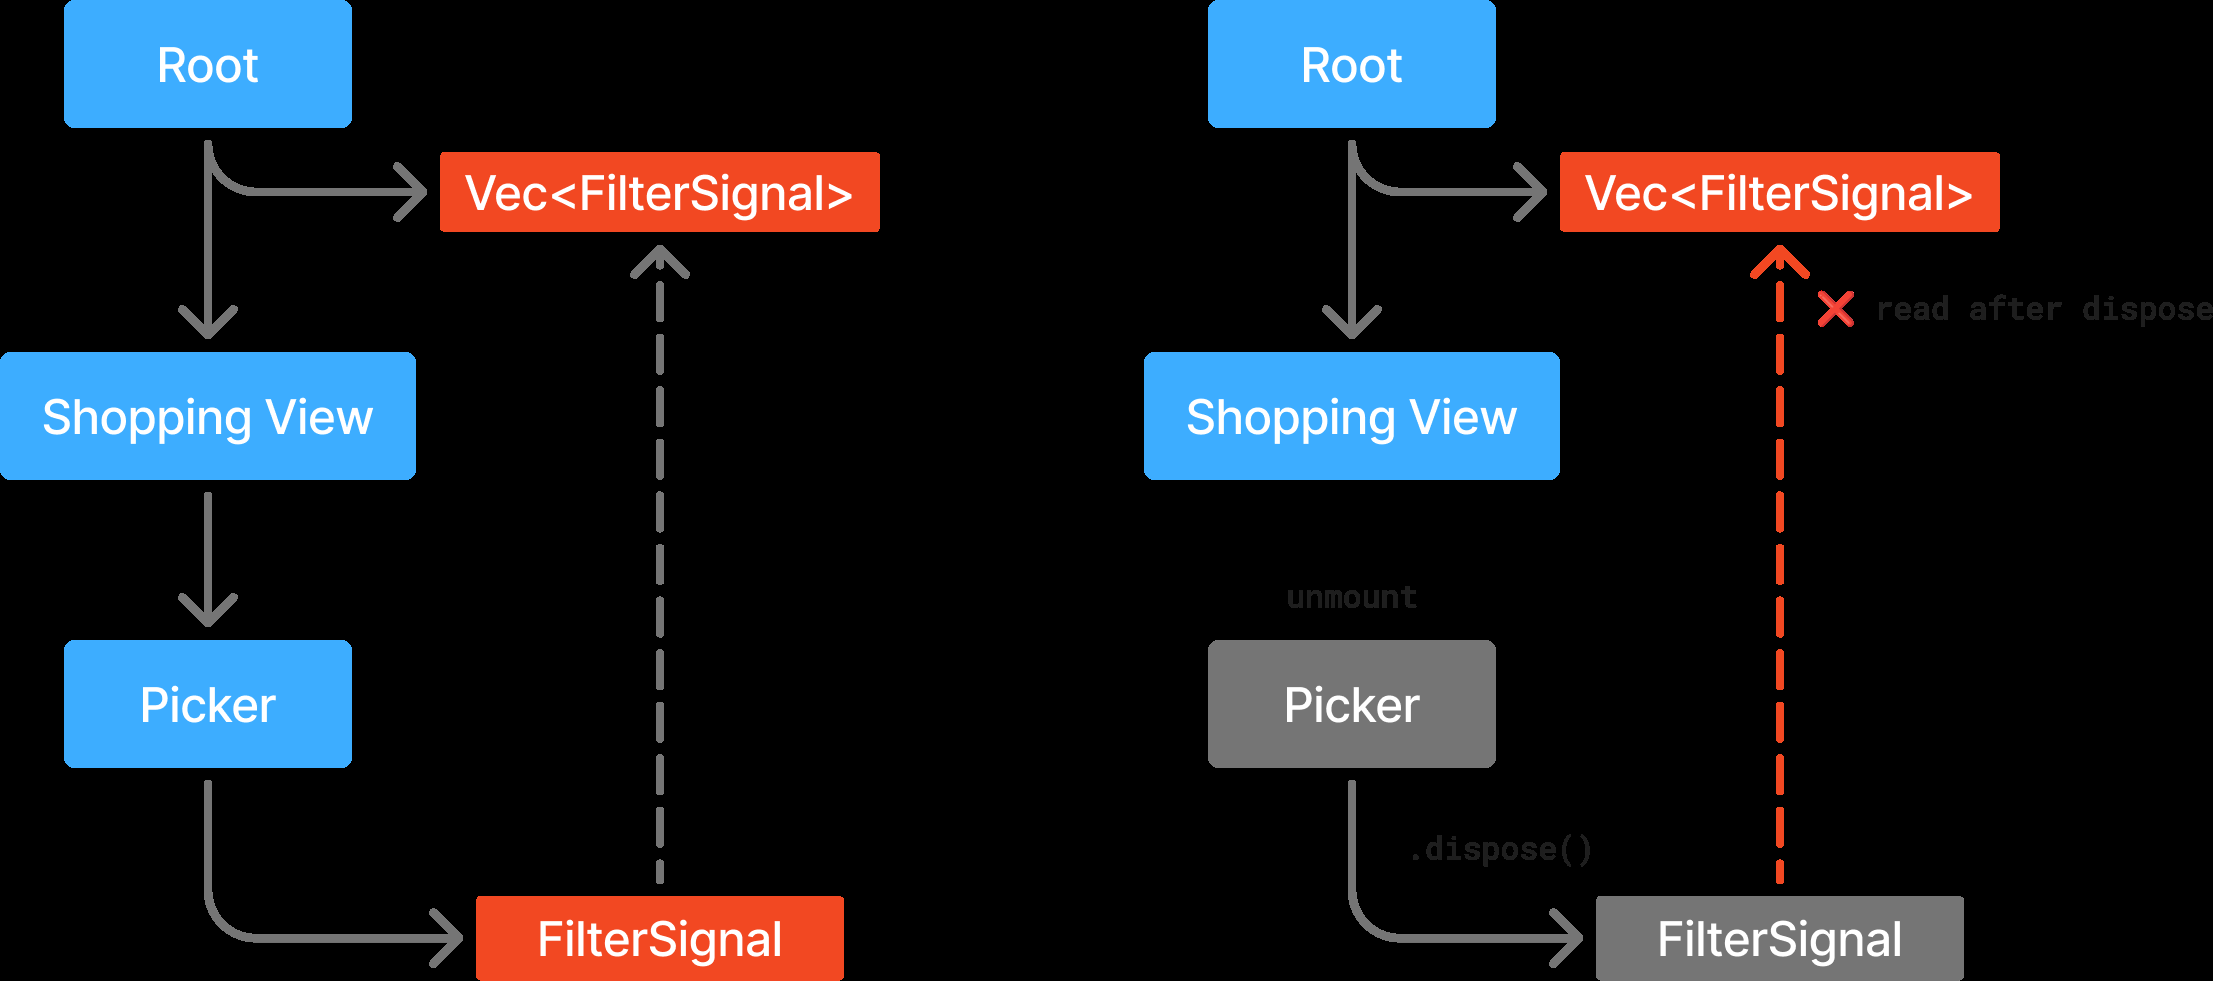 Root
Vec<FilterSignal>
Shopping View
Picker
FilterSignal
Root
Vec<FilterSignal>
read after dispose
Shopping View
unmount
Picker
.dispose()
FilterSignal